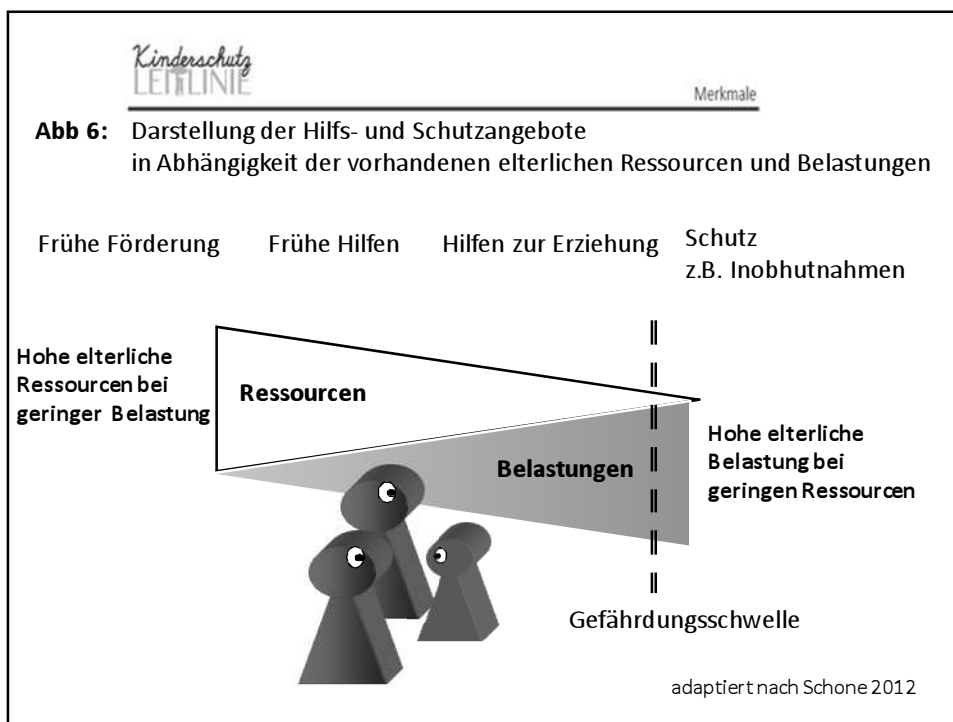 Kinderschutz
LEITLINIE
Merkmale
Abb 6: Darstellung der Hilfs- und Schutzangebote
in Abhängigkeit der vorhandenen elterlichen Ressourcen und Belastungen
Frühe Förderung Frühe Hilfen Hilfen zur Erziehung Schutz
z.B. Inobhutnahmen
Hohe elterliche
Ressourcen bei
geringer Belastung
Ressourcen
Belastungen
Hohe elterliche
Belastung bei
geringen Ressourcen
Gefährdungsschwelle
adaptiert nach Schone 2012